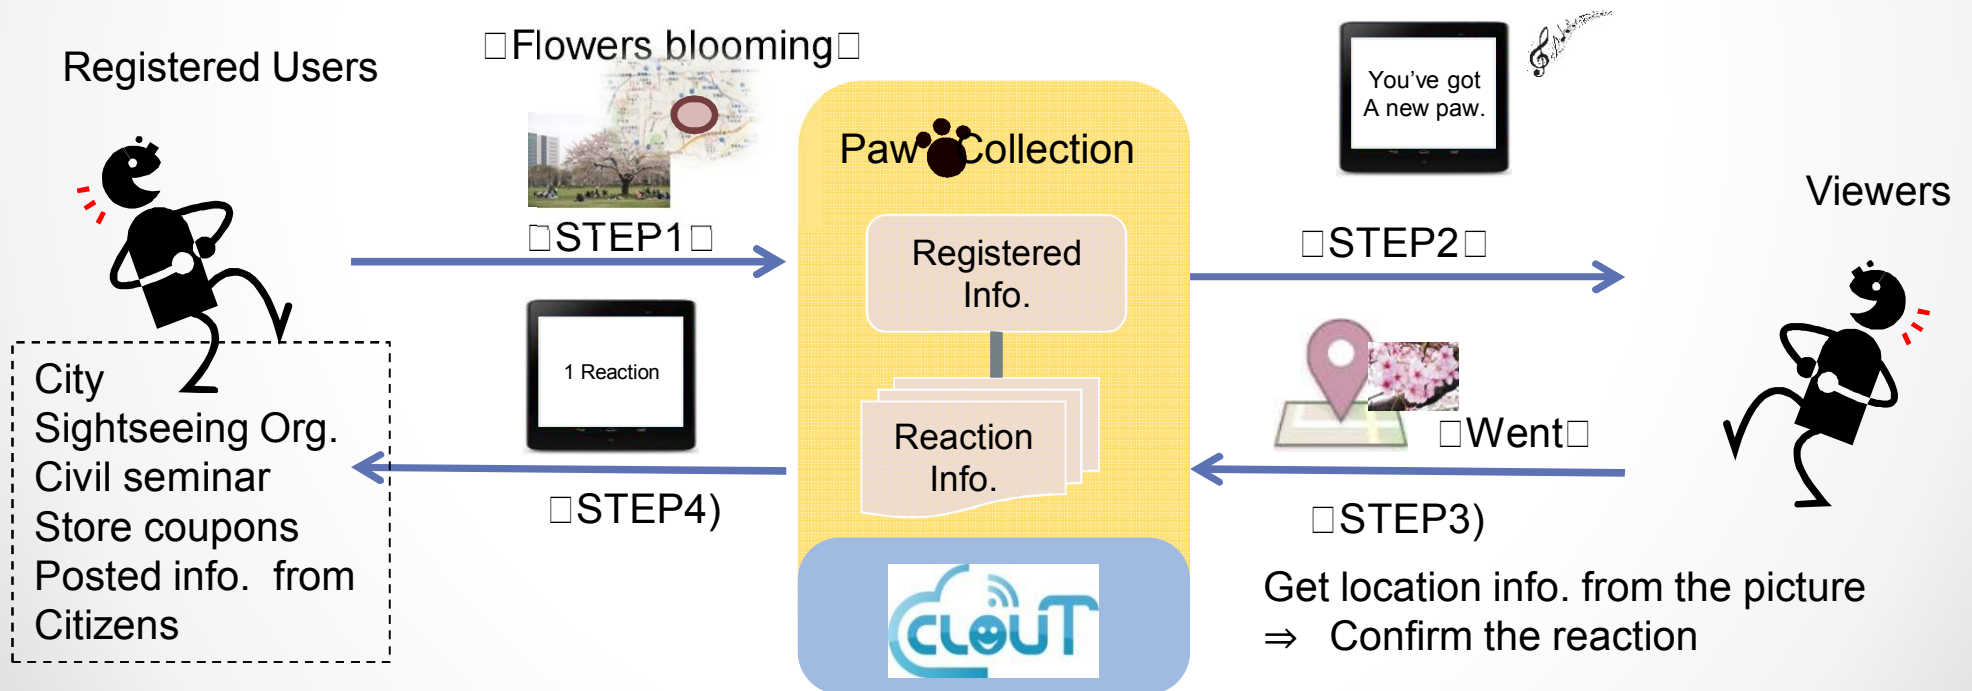 Registered Users
□Flowers blooming□
□STEP1□
1 Reaction
□STEP4)
City
Sightseeing Org.
Civil seminar
Store coupons
Posted info. from
Citizens
Paw Collection
Registered
Info.
Reaction
Info.
CLOUT
You've got
A new paw.
□STEP2□
Viewers
□Went□
□STEP3)
Get location info. from the picture
⇒ Confirm the reaction